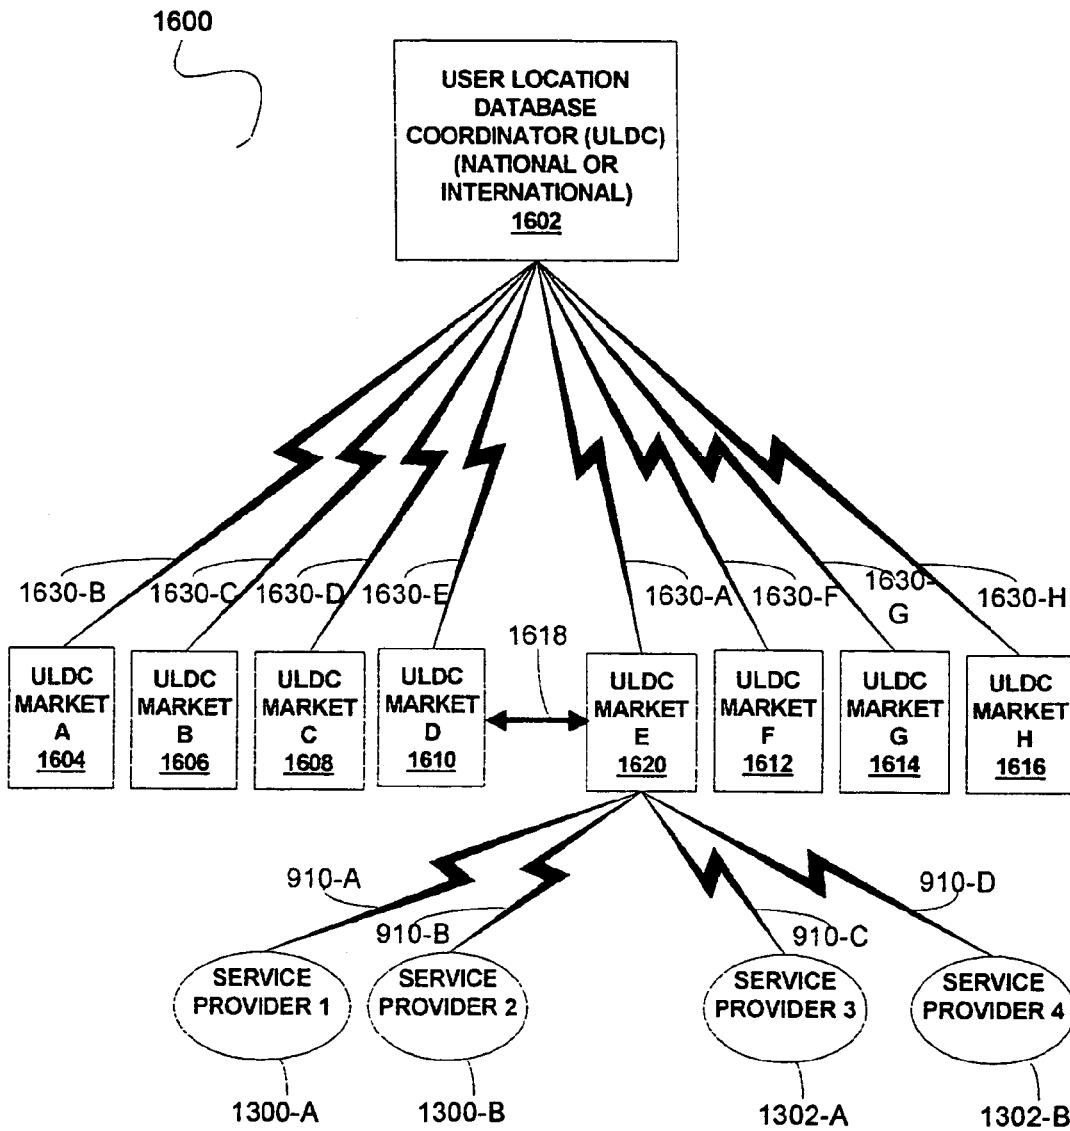 1600
USER LOCATION
DATABASE
COORDINATOR (ULDC)
(NATIONAL OR
INTERNATIONAL)
1602
1630-B
1630-C
1630-D
1630-E
1630-A
1630-F
1630-
G
1630-H
1618
ULDC
MARKET
A
1604
ULDC
MARKET
B
1606
ULDC
MARKET
C
1608
ULDC
MARKET
D
1610
ULDC
MARKET
E
1620
ULDC
MARKET
F
1612
ULDC
MARKET
G
1614
ULDC
MARKET
H
1616
910-A
910-B
910-C
910-D
SERVICE
PROVIDER 1
SERVICE
PROVIDER 2
SERVICE
PROVIDER 3
SERVICE
PROVIDER 4
1300-A
1300-B
1302-A
1302-B